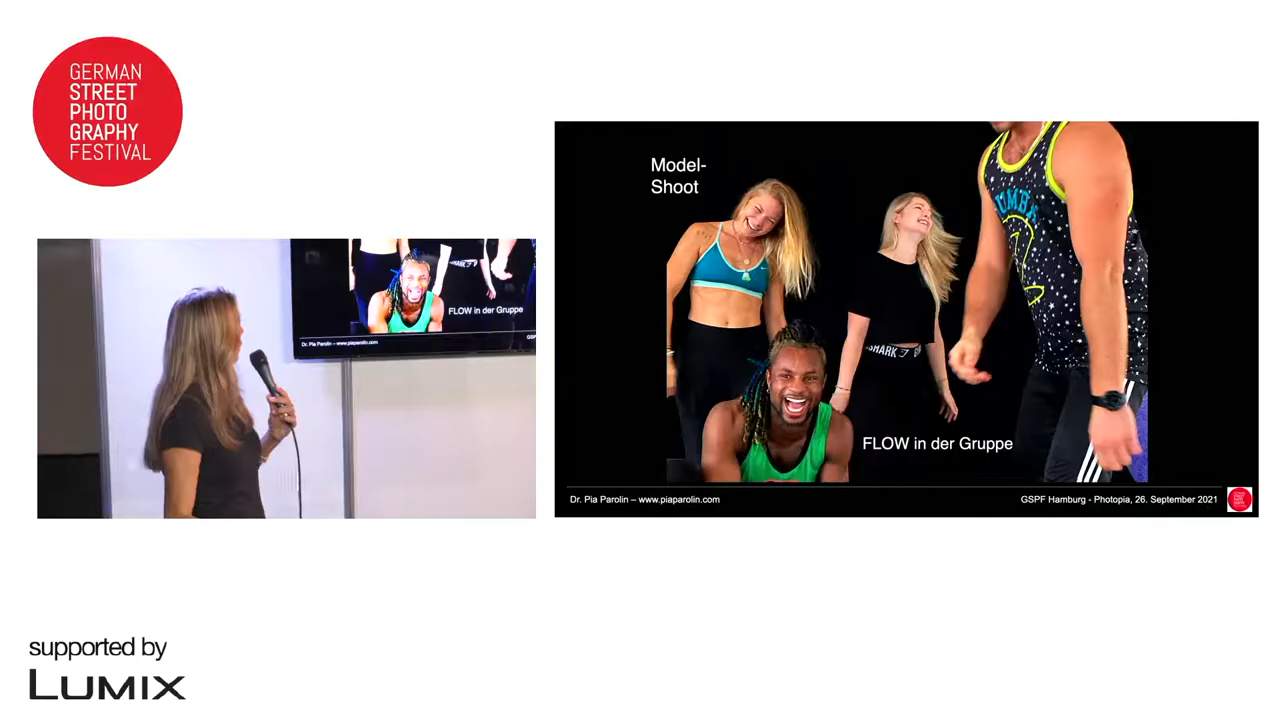 GERMAN
STREET
PHOTO
GRAPHY
FESTIVAL
Model-
Shoot
SHARK
FLOW in der Gruppe
Dr. Pia Parolin – www.piaparolin.com
GSPF Hamburg - Photopia, 26. September 2021
FLOW in der Gruppe
Dr. Pia Parolin – www.piaparolin.com
supported by
LUMIX